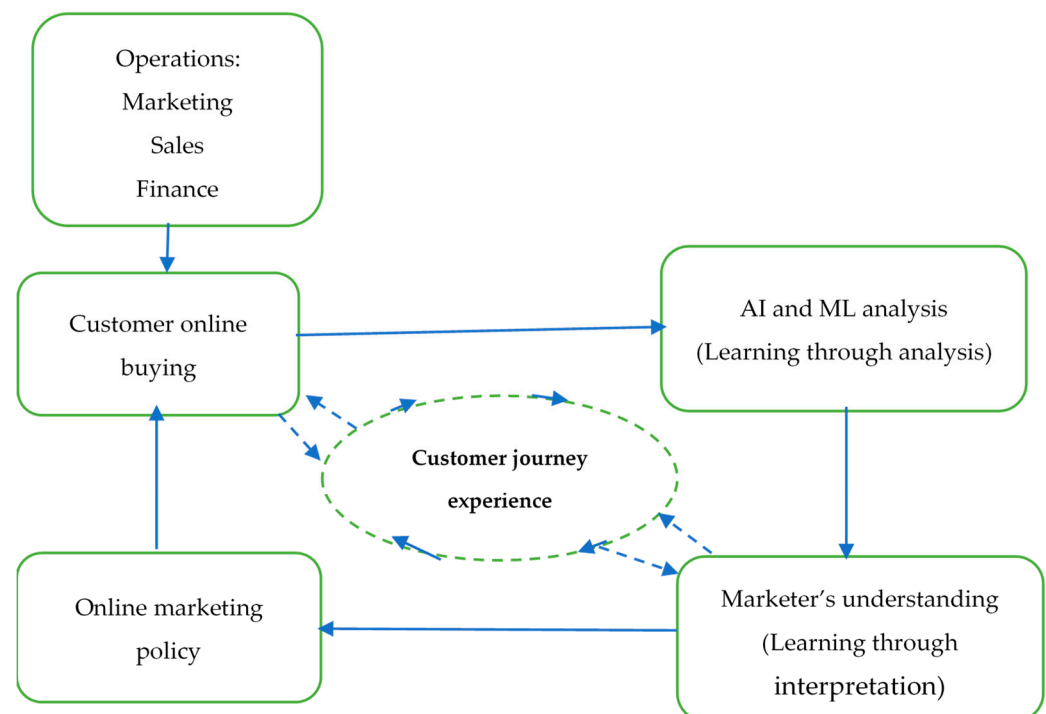 Operations:
Marketing
Sales
Finance
Customer online
buying
AI and ML analysis
(Learning through analysis)
Customer journey
experience
Online marketing
policy
Marketer’s understanding
(Learning through
interpretation)